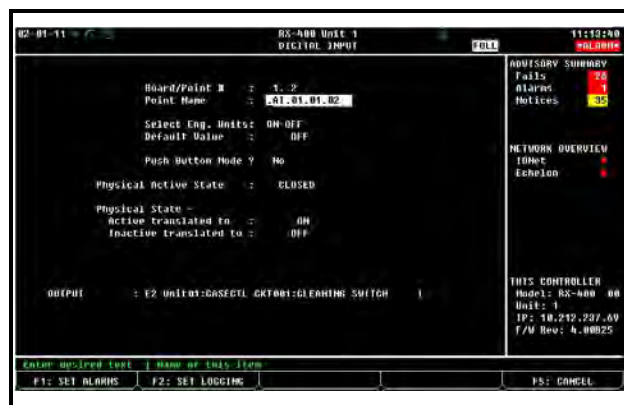 02-01-11
RX-400 Unit 1
11:13:40
DIGITAL INPUT
FULL
*ALARM*
ADVISORY SUMMARY
Fails 28
Alarms 1
Notices 35
Board/Point # : 1. 2
Point Name : .AI.01.01.02
Select Eng. Units: ON-OFF
Default Value : OFF
NETWORK OVERVIEW
IONet
Echelon
Push Button Mode ? No
Physical Active State : CLOSED
Physical State -
Active translated to : ON
Inactive translated to : OFF
THIS CONTROLLER
Model: RX-400 00
Unit: 1
IP: 10.212.237.69
F/W Rev: 4.00B25
OUTPUT : E2 Unit01:CASECTL CKT001:CLEANING SWITCH
Enter desired text | Name of this item
F1: SET ALARMS
F2: SET LOGGING
F5: CANCEL